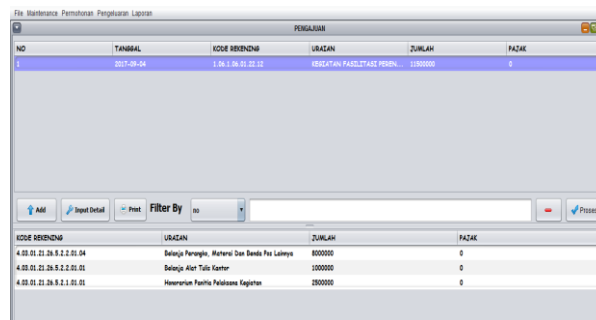 File Maintenance Permohonan Pengeluaran Laporan
PENGAJUAN
NO TANGGAL KODE REKENING URAIAN JUMLAH PAJAK
1 2017-09-04 1.06.1.06.01.22.12 KEGIATAN FASILITASI PEREN... 11500000 0
Add Input Detail Print Filter By no Proses
KODE REKENING URAIAN JUMLAH PAJAK
4.03.01.21.26.5.2.2.01.04 Belanja Perangko, Materai Dan Benda Pos Lainnya 8000000 0
4.03.01.21.26.5.2.2.01.01 Belanja Alat Tulis Kantor 1000000 0
4.03.01.21.26.5.2.1.01.01 Honorarium Panitia Pelaksana Kegiatan 2500000 0